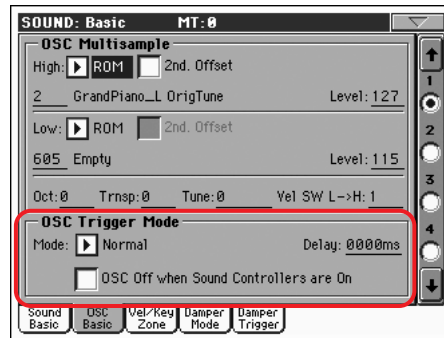 SOUND: Basic MT:0
OSC Multisample
High: ROM 2nd. Offset
2 GrandPiano_L OrigTune Level: 127
Low: ROM 2nd. Offset
605 Empty Level: 115
Oct:0 Trnsp:0 Tune:0 Vel SW L->H: 1
OSC Trigger Mode
Mode: Normal Delay: 0000ms
OSC Off when Sound Controllers are On
1
2
3
4
Sound Basic
OSC Basic
Vel/Key Zone
Damper Mode
Damper Trigger